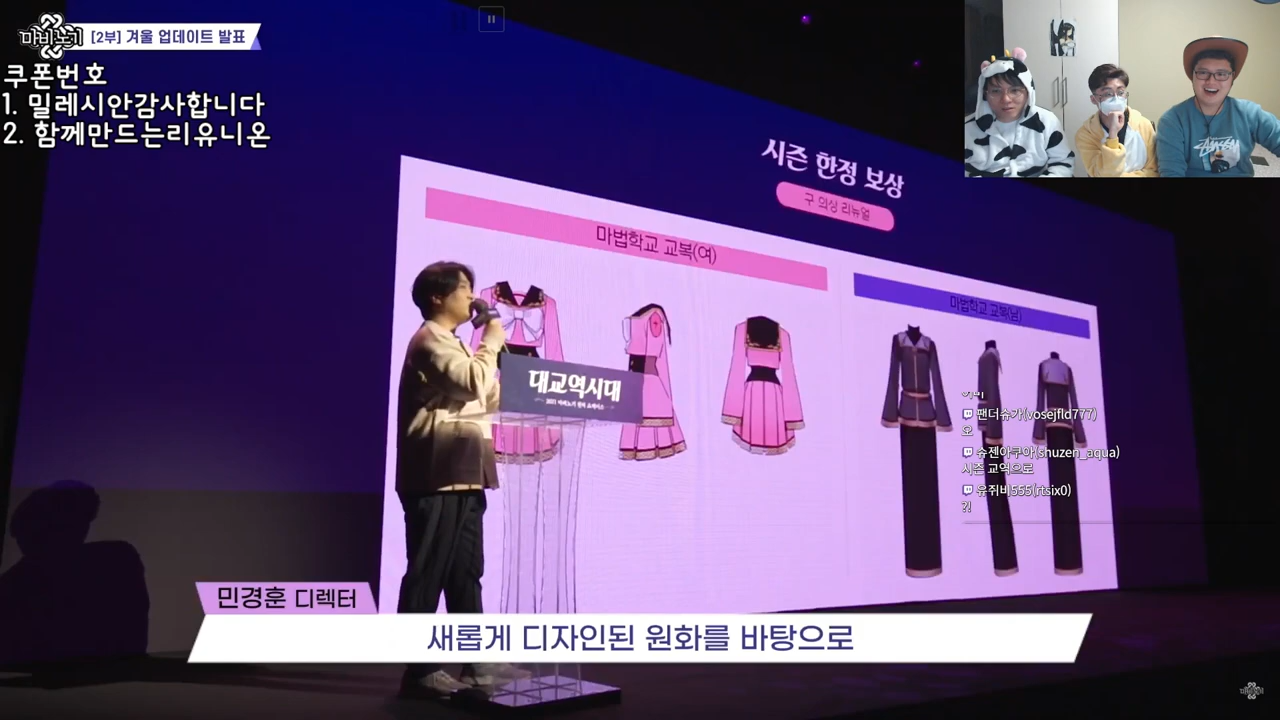 마비노기 [2부] 겨울 업데이트 발표
쿠폰번호
1. 밀레시안감사합니다
2. 함께만드는리유니온
시즌 한정 보상
구 의상 리뉴얼
마법학교 교복(여)
마법학교 교복(남)
대교역시대
팬더슈가(vosejfld777)
오
슈젠아쿠아(shuzen_aqua)
시즌 교역으로
유쥐비555(rtsix0)
?!
민경훈 디렉터
새롭게 디자인된 원화를 바탕으로